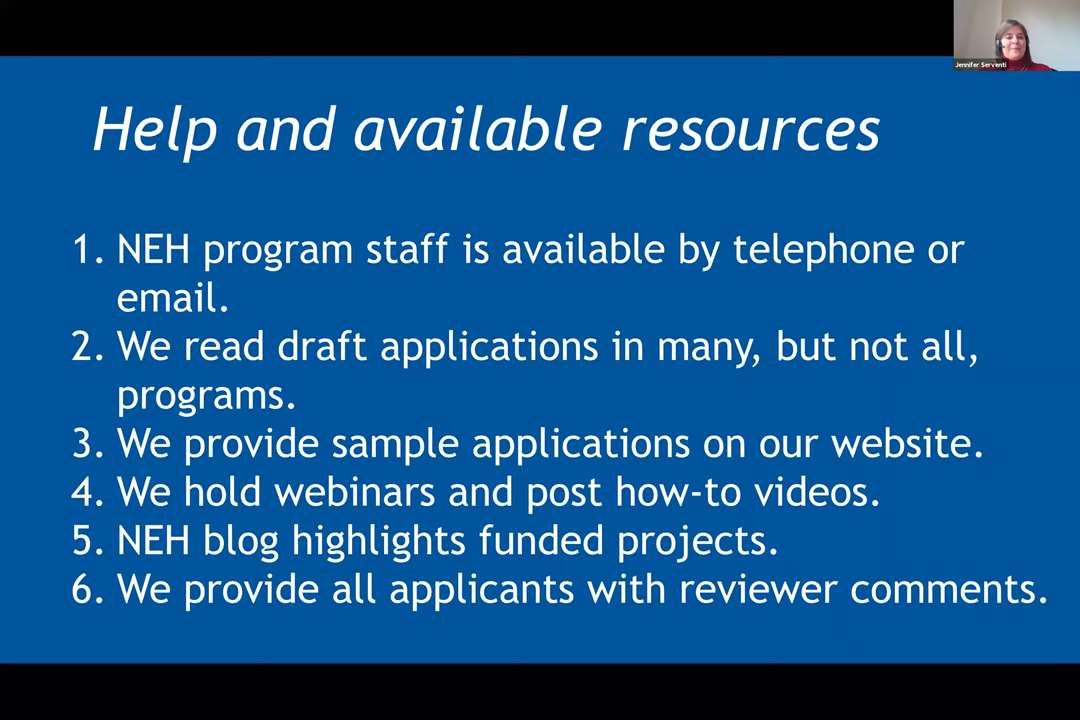 Jennifer Serventi
Help and available resources
1. NEH program staff is available by telephone or
email.
2. We read draft applications in many, but not all,
programs.
3. We provide sample applications on our website.
4. We hold webinars and post how-to videos.
5. NEH blog highlights funded projects.
6. We provide all applicants with reviewer comments.